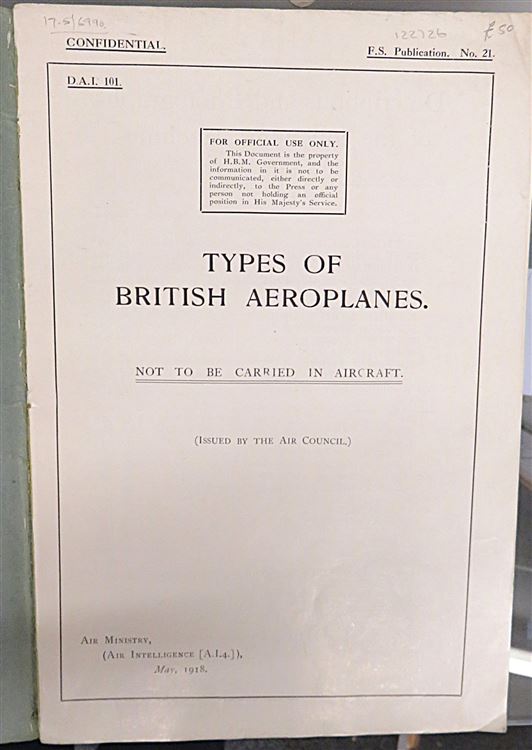 17.5/6990.
122726
£50
CONFIDENTIAL.
F.S. Publication. No. 21.
D.A.I. 101.
FOR OFFICIAL USE ONLY.
This Document is the property
of H.B.M. Government, and the
information in it is not to be
communicated, either directly or
indirectly, to the Press or any
person not holding an official
position in His Majesty's Service.
TYPES OF
BRITISH AEROPLANES.
NOT TO BE CARRIED IN AIRCRAFT.
(Issued by the Air Council.)
Air Ministry,
(Air Intelligence [A.I.4.]),
May, 1918.